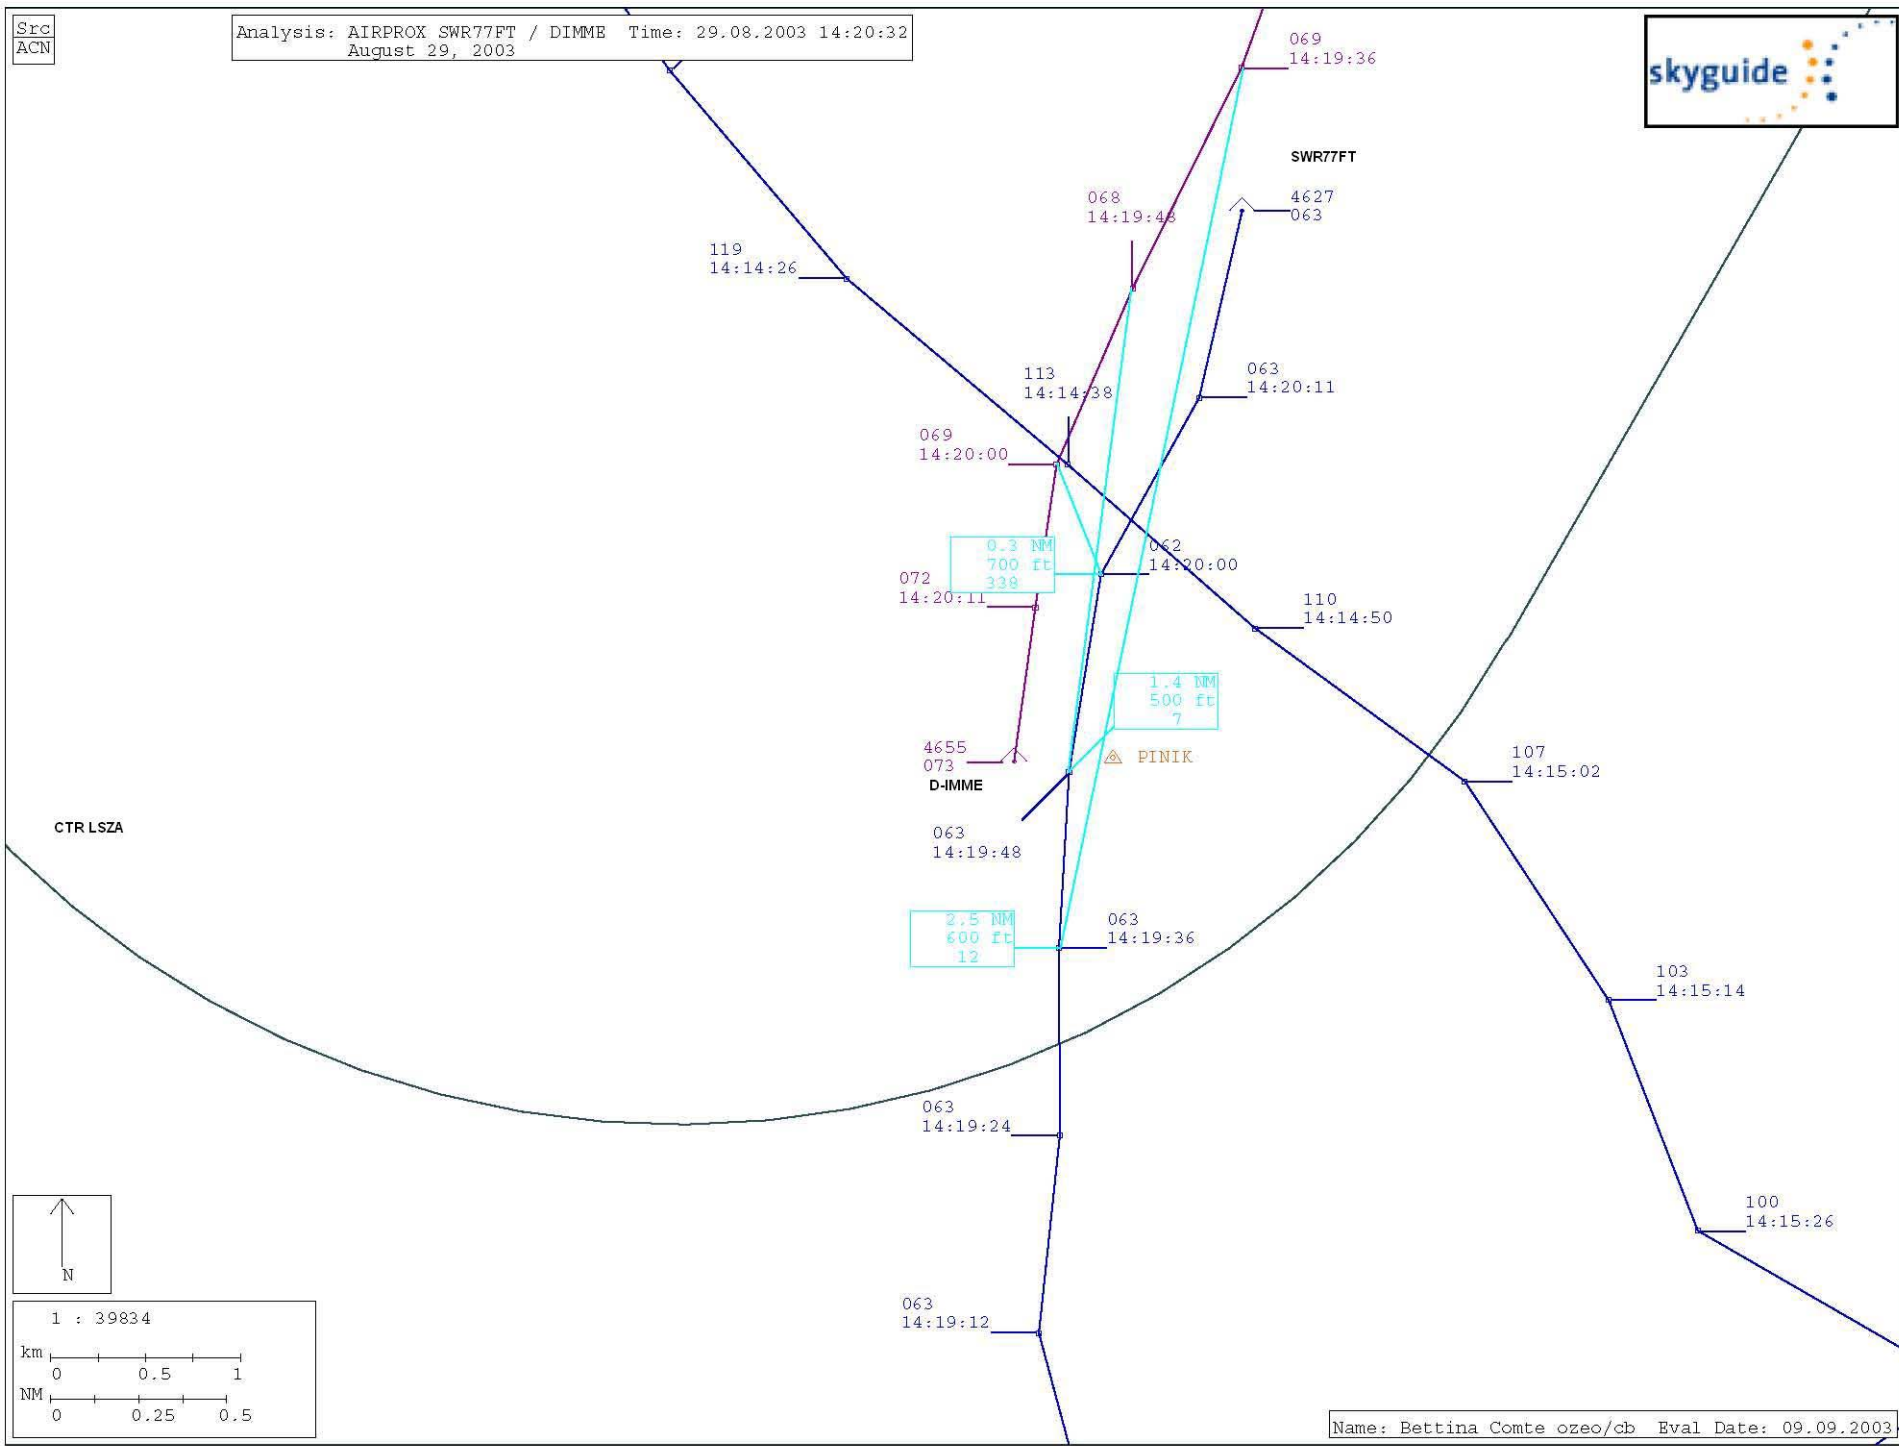 Src
ACN
Analysis: AIRPROX SWR77FT / DIMME Time: 29.08.2003 14:20:32
August 29, 2003
skyguide
069
14:19:36
SWR77FT
4627
063
068
14:19:48
119
14:14:26
113
14:14:38
063
14:20:11
069
14:20:00
0.3 NM
700 ft
338
062
14:20:00
072
14:20:11
110
14:14:50
1.4 NM
500 ft
7
PINIK
4655
073
D-IMME
107
14:15:02
CTR LSZA
063
14:19:48
2.5 NM
600 ft
12
063
14:19:36
103
14:15:14
063
14:19:24
100
14:15:26
N
063
14:19:12
1 : 39834
km
0 0.5 1
NM
0 0.25 0.5
Name: Bettina Comte ozeo/cb Eval Date: 09.09.2003